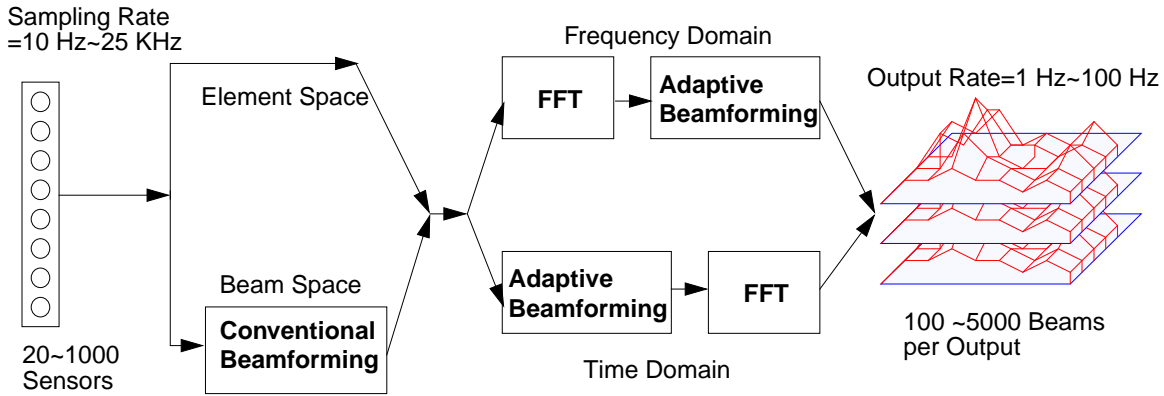 Sampling Rate
=10 Hz~25 KHz
Element Space
Beam Space
Conventional
Beamforming
20~1000
Sensors
Frequency Domain
FFT
Adaptive
Beamforming
Adaptive
Beamforming
FFT
Time Domain
Output Rate=1 Hz~100 Hz
100 ~5000 Beams
per Output